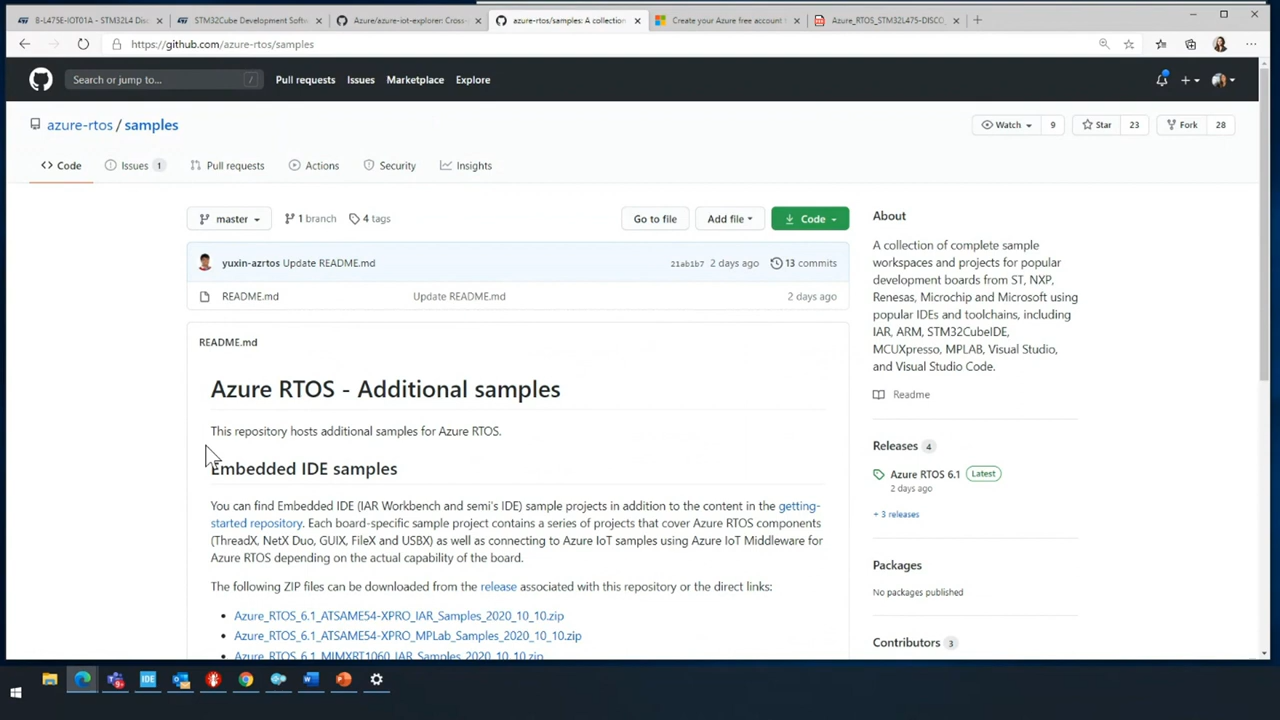 B-L475E-IOT01A - STM32L4 Disc
STM32Cube Development Softw
Azure/azure-iot-explorer: Cross-
azure-rtos/samples: A collection
Create your Azure free account
Azure_RTOS_STM32L475-DISCO_
https://github.com/azure-rtos/samples
Search or jump to...
/
Pull requests
Issues
Marketplace
Explore
azure-rtos / samples
Watch 9
Star 23
Fork 28
Code
Issues 1
Pull requests
Actions
Security
Insights
master
1 branch
4 tags
Go to file
Add file
Code
yuxin-azrtos Update README.md
21ab1b7 2 days ago
13 commits
README.md
Update README.md
2 days ago
README.md
Azure RTOS - Additional samples
This repository hosts additional samples for Azure RTOS.
Embedded IDE samples
You can find Embedded IDE (IAR Workbench and semi's IDE) sample projects in addition to the content in the getting-
started repository. Each board-specific sample project contains a series of projects that cover Azure RTOS components
(ThreadX, NetX Duo, GUIX, FileX and USBX) as well as connecting to Azure IoT samples using Azure IoT Middleware for
Azure RTOS depending on the actual capability of the board.
The following ZIP files can be downloaded from the release associated with this repository or the direct links:
• Azure_RTOS_6.1_ATSAME54-XPRO_IAR_Samples_2020_10_10.zip
• Azure_RTOS_6.1_ATSAME54-XPRO_MPLab_Samples_2020_10_10.zip
• Azure_RTOS_6.1_MIMXRT1060_IAR_Samples_2020_10_10.zip
About
A collection of complete sample
workspaces and projects for popular
development boards from ST, NXP,
Renesas, Microchip and Microsoft using
popular IDEs and toolchains, including
IAR, ARM, STM32CubeIDE,
MCUXpresso, MPLAB, Visual Studio,
and Visual Studio Code.
Readme
Releases 4
Azure RTOS 6.1 Latest
2 days ago
+ 3 releases
Packages
No packages published
Contributors 3
IDE